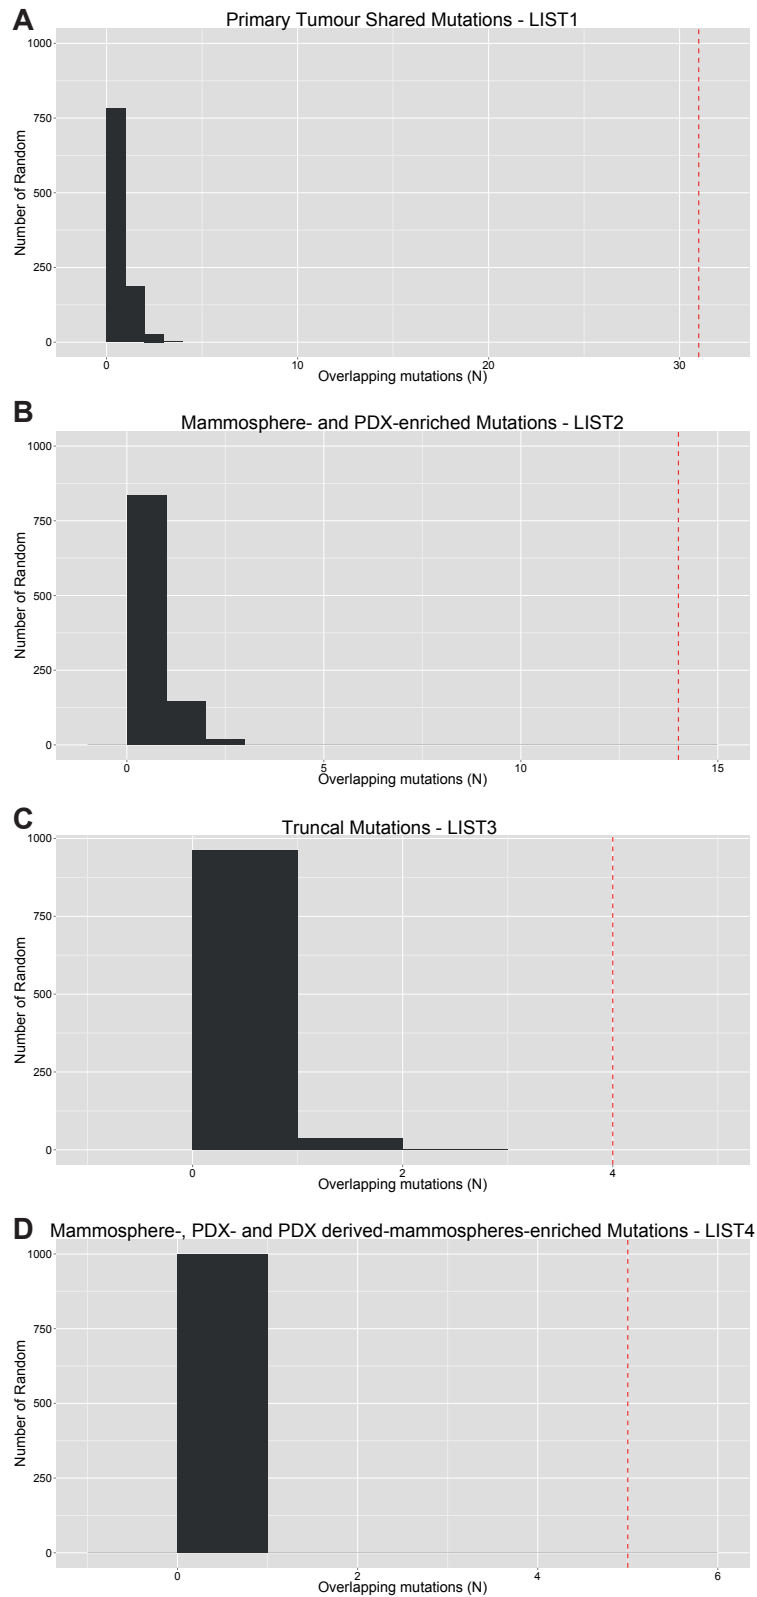 A
Primary Tumour Shared Mutations - LIST1
1000
750
500
250
0
Number of Random
0 10 20 30
Overlapping mutations (N)
B
Mammosphere- and PDX-enriched Mutations - LIST2
1000
750
500
250
0
Number of Random
0 5 10 15
Overlapping mutations (N)
C
Truncal Mutations - LIST3
1000
750
500
250
0
Number of Random
0 2 4
Overlapping mutations (N)
D
Mammosphere-, PDX- and PDX derived-mammospheres-enriched Mutations - LIST4
1000
750
500
250
0
Number of Random
0 2 4 6
Overlapping mutations (N)